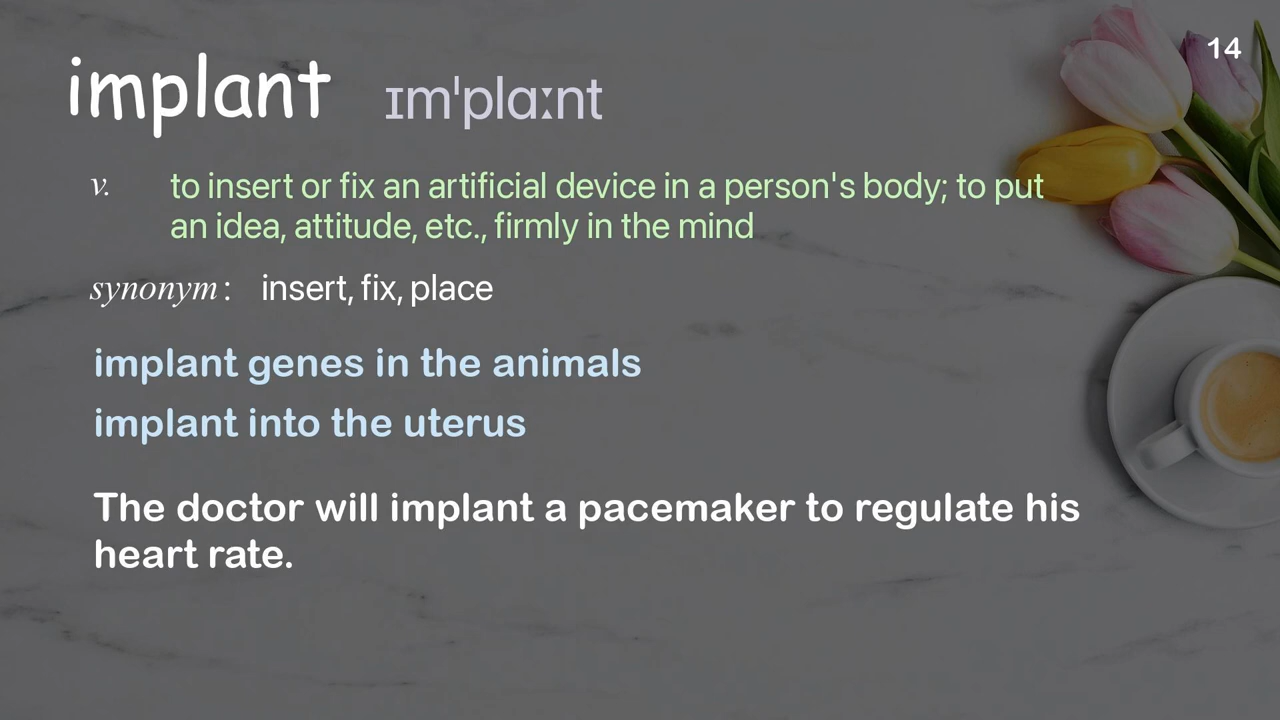 14
implant ɪmˈplɑːnt
v. to insert or fix an artificial device in a person's body; to put
an idea, attitude, etc., firmly in the mind
synonym : insert, fix, place
implant genes in the animals
implant into the uterus
The doctor will implant a pacemaker to regulate his
heart rate.